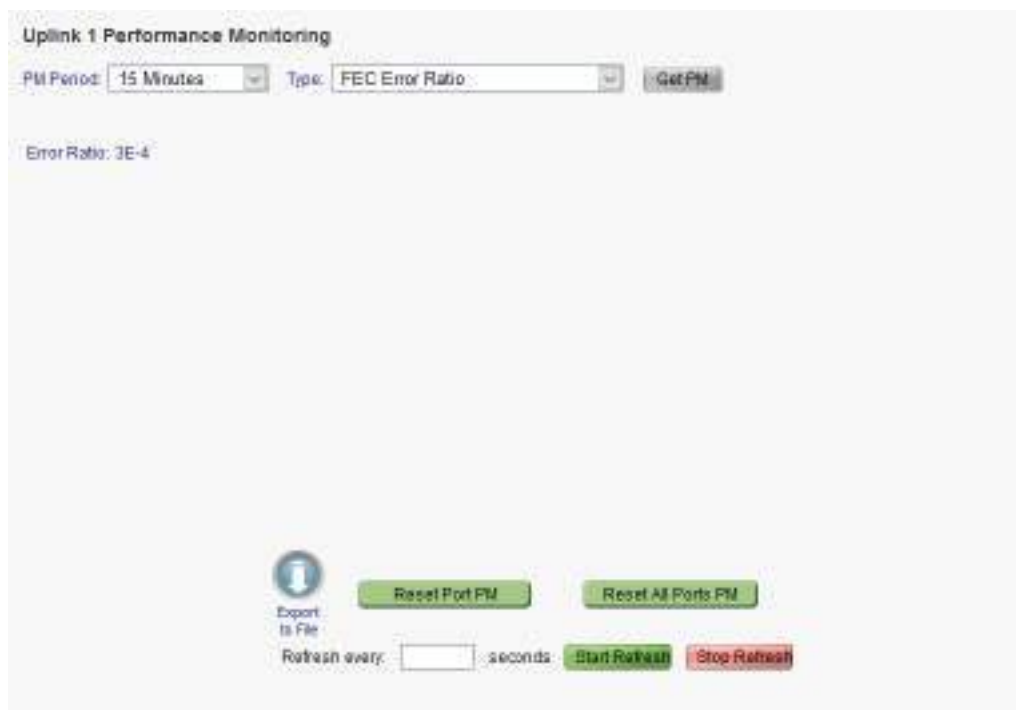 Uplink 1 Performance Monitoring
PM Period: 15 Minutes Type: FEC Error Ratio Get PM
Error Ratio: 3E-4
Reset Port PM Reset All Ports PM
Export
to File
Refresh every: seconds Start Refresh Stop Refresh